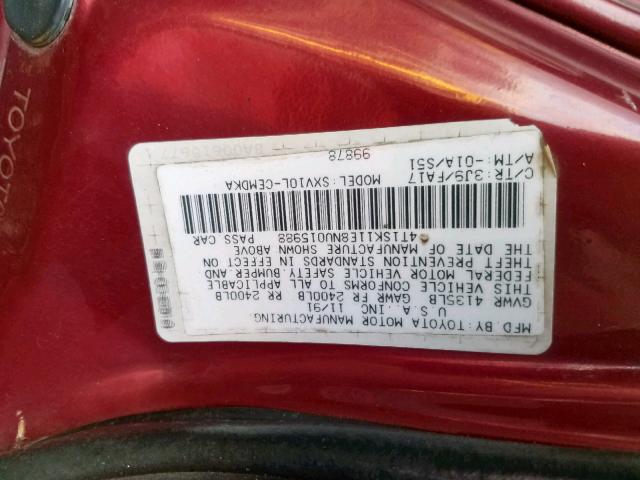 MFD.BY:TOYOTA MOTOR MANUFACTURING.
U.S.A.,INC 11/91
GVWR 4135LB GAWR FR 2400LB RR 2400LB
THIS VEHICLE CONFORMS TO ALL APPLICABLE
FEDERAL MOTOR VEHICLE SAFETY.BUMPER.AND
THEFT PREVENTION STANDARDS IN EFFECT ON
THE DATE OF MANUFACTURE SHOWN ABOVE
4T1SK11E8NU015988 PASS CAR
MODEL:SXV10L-CEMDKA
C/TR:3J9/FA17
A/TM:-01A/S51
99878
TOYOTA